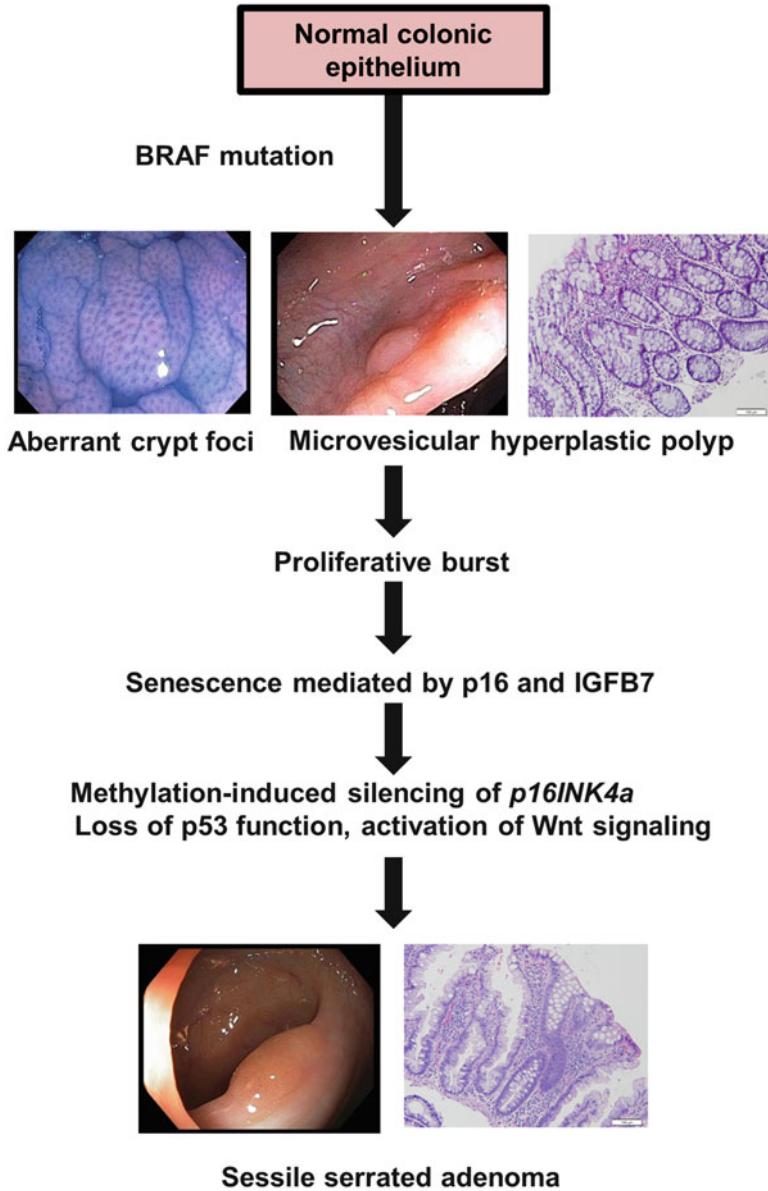 Normal colonic
epithelium
BRAF mutation
Aberrant crypt foci
Microvesicular hyperplastic polyp
Proliferative burst
Senescence mediated by p16 and IGFB7
Methylation-induced silencing of p16INK4a
Loss of p53 function, activation of Wnt signaling
Sessile serrated adenoma